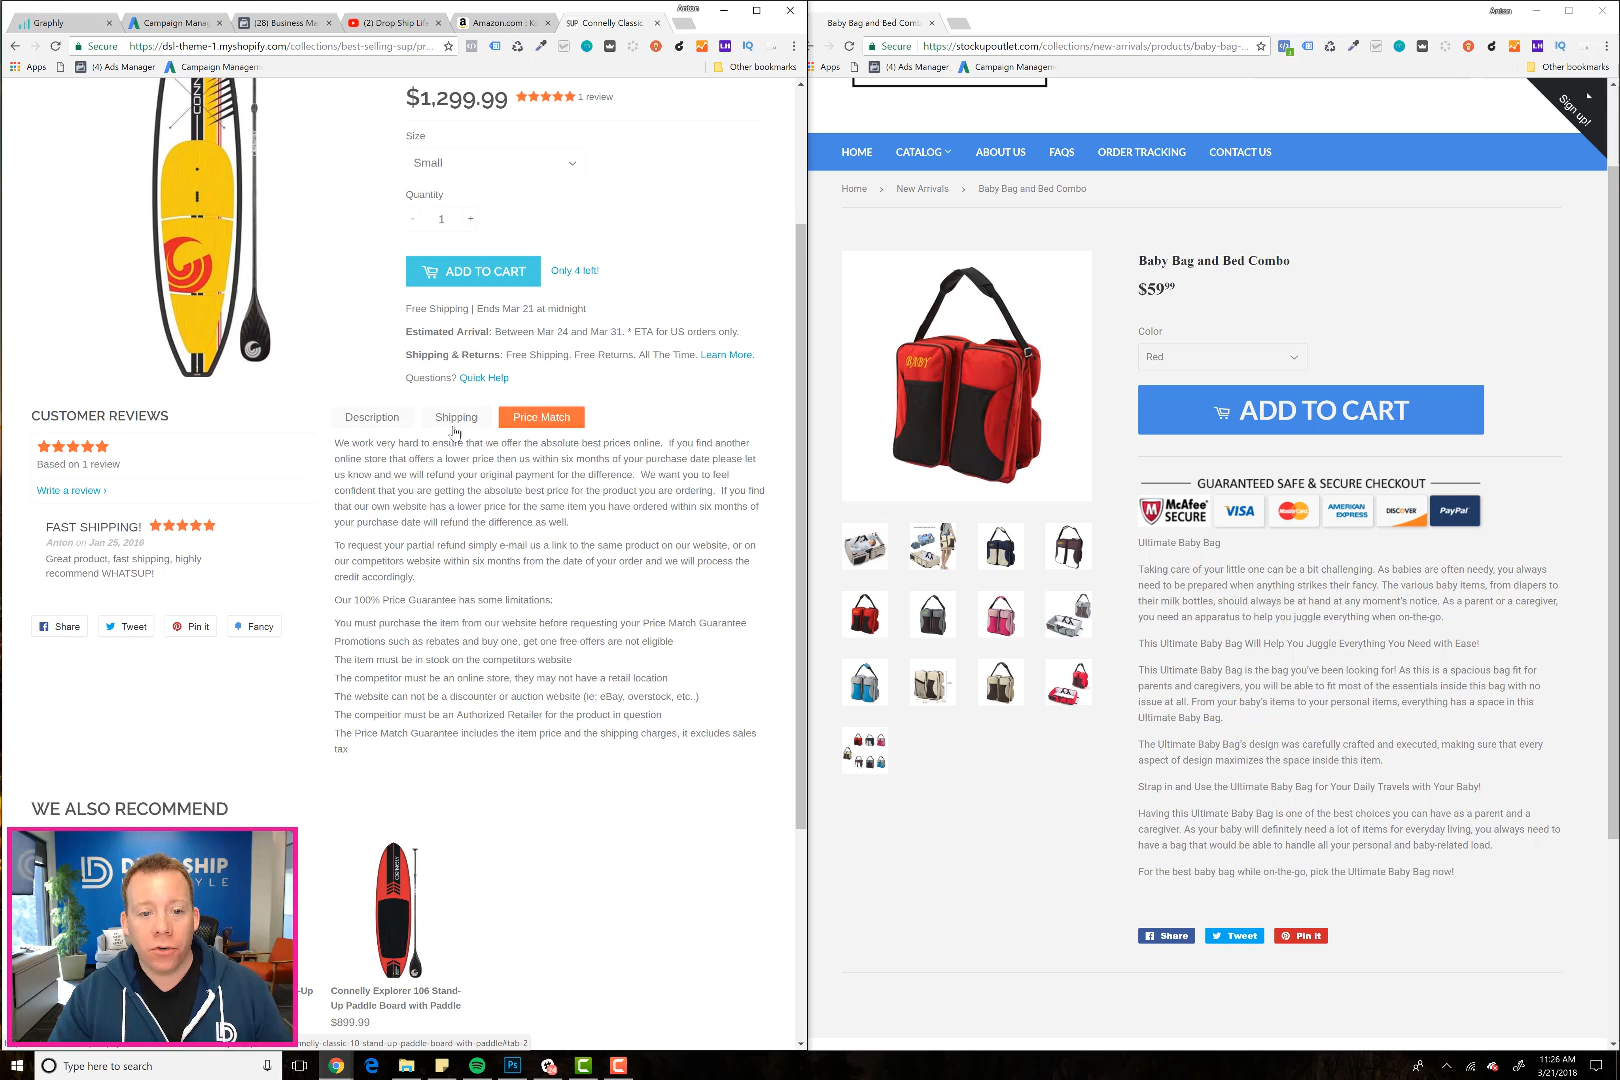 Graphly
Campaign Mana
(28) Business Ma
(2) Drop Ship Life
Amazon.com : K
SUP Connelly Classic
Anton
Secure
https://dsl-theme-1.myshopify.com/collections/best-selling-sup/pr...
Apps
(4) Ads Manager
Campaign Managem
Other bookmarks
$1,299.99
1 review
Size
Small
Quantity
- 1 +
ADD TO CART
Only 4 left!
Free Shipping | Ends Mar 21 at midnight
Estimated Arrival: Between Mar 24 and Mar 31. * ETA for US orders only.
Shipping & Returns: Free Shipping. Free Returns. All The Time. Learn More.
Questions? Quick Help
CUSTOMER REVIEWS
Based on 1 review
Write a review ›
FAST SHIPPING!
Anton on Jan 25, 2016
Great product, fast shipping, highly
recommend WHATSUP!
Share
Tweet
Pin it
Fancy
Description
Shipping
Price Match
We work very hard to ensure that we offer the absolute best prices online. If you find another
online store that offers a lower price then us within six months of your purchase date please let
us know and we will refund your original payment for the difference. We want you to feel
confident that you are getting the absolute best price for the product you are ordering. If you find
that our own website has a lower price for the same item you have ordered within six months of
your purchase date will refund the difference as well.
To request your partial refund simply e-mail us a link to the same product on our website, or on
our competitors website within six months from the date of your order and we will process the
credit accordingly.
Our 100% Price Guarantee has some limitations:
You must purchase the item from our website before requesting your Price Match Guarantee
Promotions such as rebates and buy one, get one free offers are not eligible
The item must be in stock on the competitors website
The competitor must be an online store, they may not have a retail location
The website can not be a discounter or auction website (ie: eBay, overstock, etc..)
The compeitor must be an Authorized Retailer for the product in question
The Price Match Guarantee includes the item price and the shipping charges, it excludes sales
tax
WE ALSO RECOMMEND
-Up
Connelly Explorer 106 Stand-
Up Paddle Board with Paddle
$899.99
onnelly-classic-10-stand-up-paddle-board-with-paddle#tab-2
Type here to search
Baby Bag and Bed Com
Anton
Secure
https://stockupoutlet.com/collections/new-arrivals/products/baby-bag-...
Apps
(4) Ads Manager
Campaign Managem
Other bookmarks
Sign up!
HOME
CATALOG
ABOUT US
FAQS
ORDER TRACKING
CONTACT US
Home › New Arrivals › Baby Bag and Bed Combo
BABY
Baby Bag and Bed Combo
$59.99
Color
Red
ADD TO CART
GUARANTEED SAFE & SECURE CHECKOUT
McAfee SECURE
VISA
MasterCard
AMERICAN EXPRESS
DISCOVER
PayPal
Ultimate Baby Bag
Taking care of your little one can be a bit challenging. As babies are often needy, you always
need to be prepared when anything strikes their fancy. The various baby items, from diapers to
their milk bottles, should always be at hand at any moment's notice. As a parent or a caregiver,
you need an apparatus to help you juggle everything when on-the-go.
This Ultimate Baby Bag Will Help You Juggle Everything You Need with Ease!
This Ultimate Baby Bag is the bag you've been looking for! As this is a spacious bag fit for
parents and caregivers, you will be able to fit most of the essentials inside this bag with no
issue at all. From your baby's items to your personal items, everything has a space in this
Ultimate Baby Bag.
The Ultimate Baby Bag's design was carefully crafted and executed, making sure that every
aspect of design maximizes the space inside this item.
Strap in and Use the Ultimate Baby Bag for Your Daily Travels with Your Baby!
Having this Ultimate Baby Bag is one of the best choices you can have as a parent and a
caregiver. As your baby will definitely need a lot of items for everyday living, you always need to
have a bag that would be able to handle all your personal and baby-related load.
For the best baby bag while on-the-go, pick the Ultimate Baby Bag now!
Share
Tweet
Pin it
11:26 AM
3/21/2018